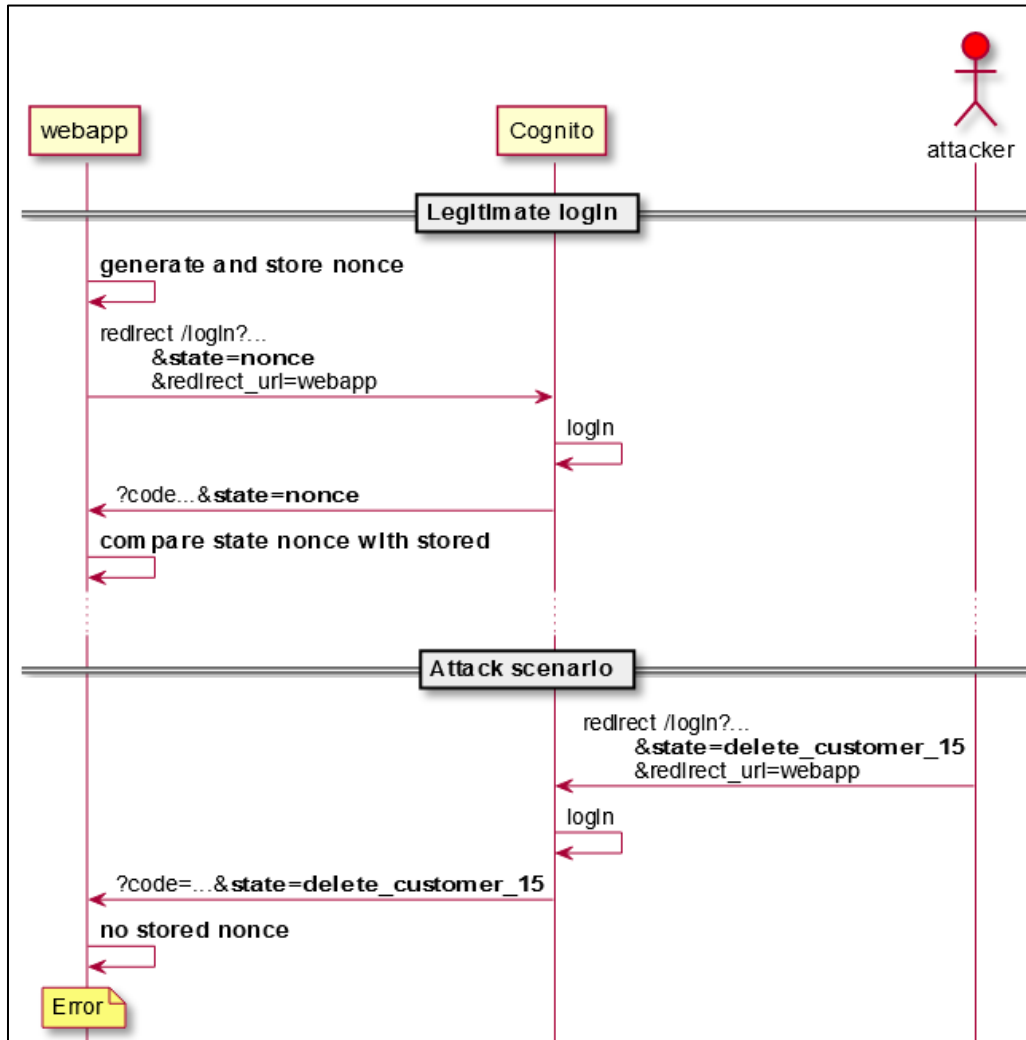 webapp
Cognito
attacker
Legitimate login
generate and store nonce
redirect /login?...
&state=nonce
&redirect_url=webapp
login
?code...&state=nonce
compare state nonce with stored
Attack scenario
redirect /login?...
&state=delete_customer_15
&redirect_url=webapp
login
?code=...&state=delete_customer_15
no stored nonce
Error